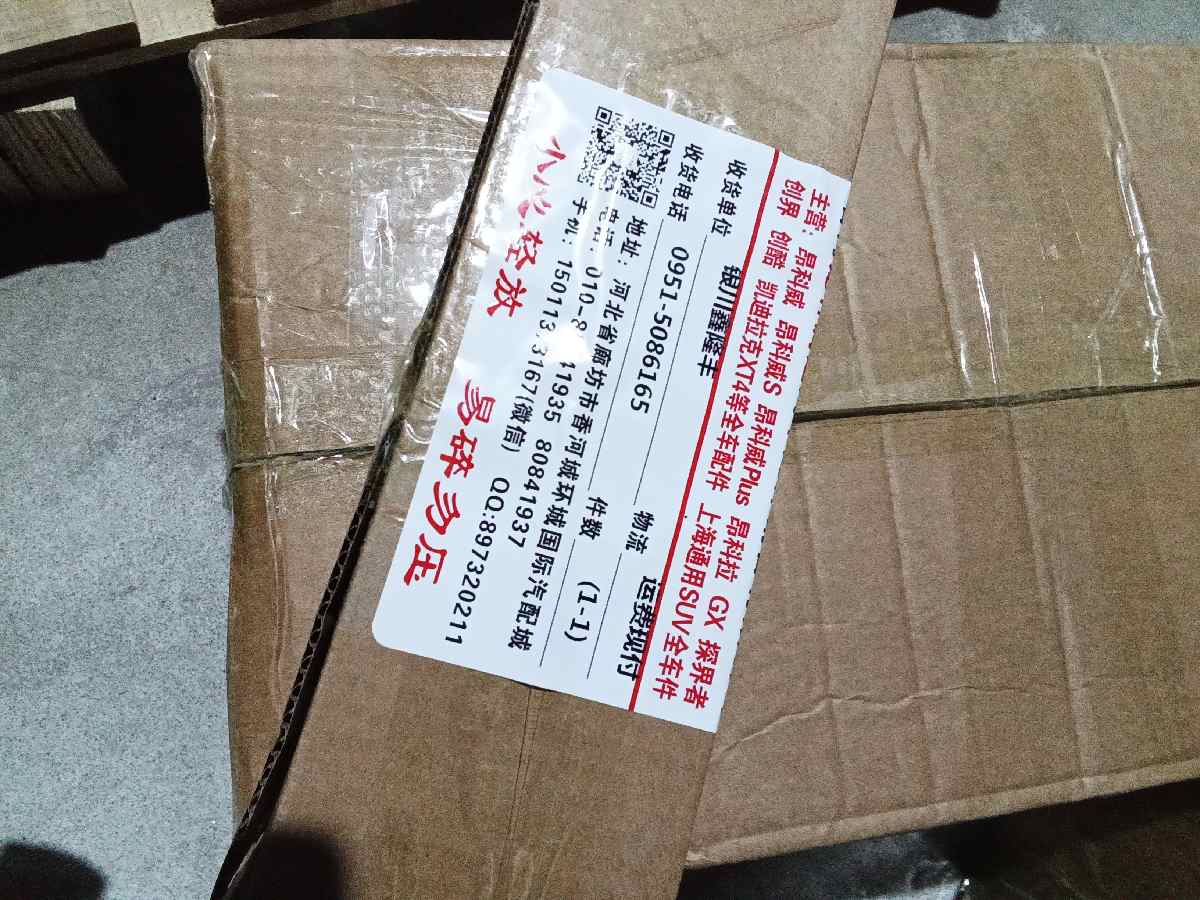 主营：昂科威 昂科威S 昂科威Plus 昂科拉 GX 探界者
创界 创酷 凯迪拉克XT4等全车配件 上海通用SUV全车件
收货单位 银川鑫隆丰 物流 运费现付
收货电话 0951-5086165 件数 (1-1)
地址：河北省廊坊市香河城环城国际汽配城
电话：010-8 41935 80841937
手机：15011373167(微信) QQ:897320211
小心轻放 易碎勿压